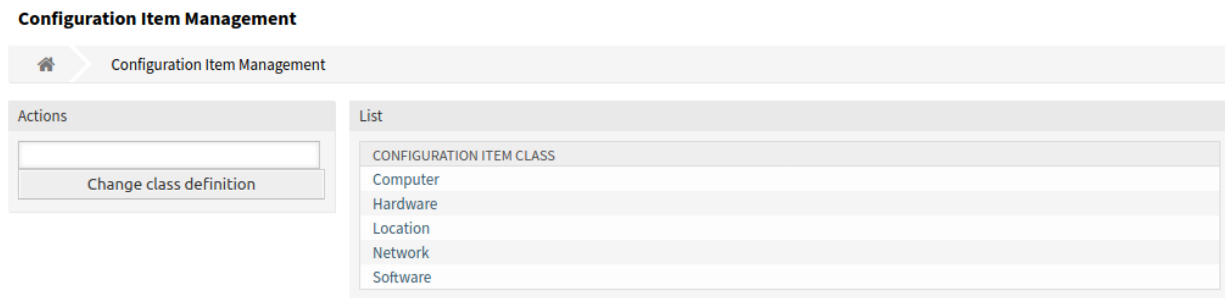 Configuration Item Management
Configuration Item Management
Actions
Change class definition
List
CONFIGURATION ITEM CLASS
Computer
Hardware
Location
Network
Software